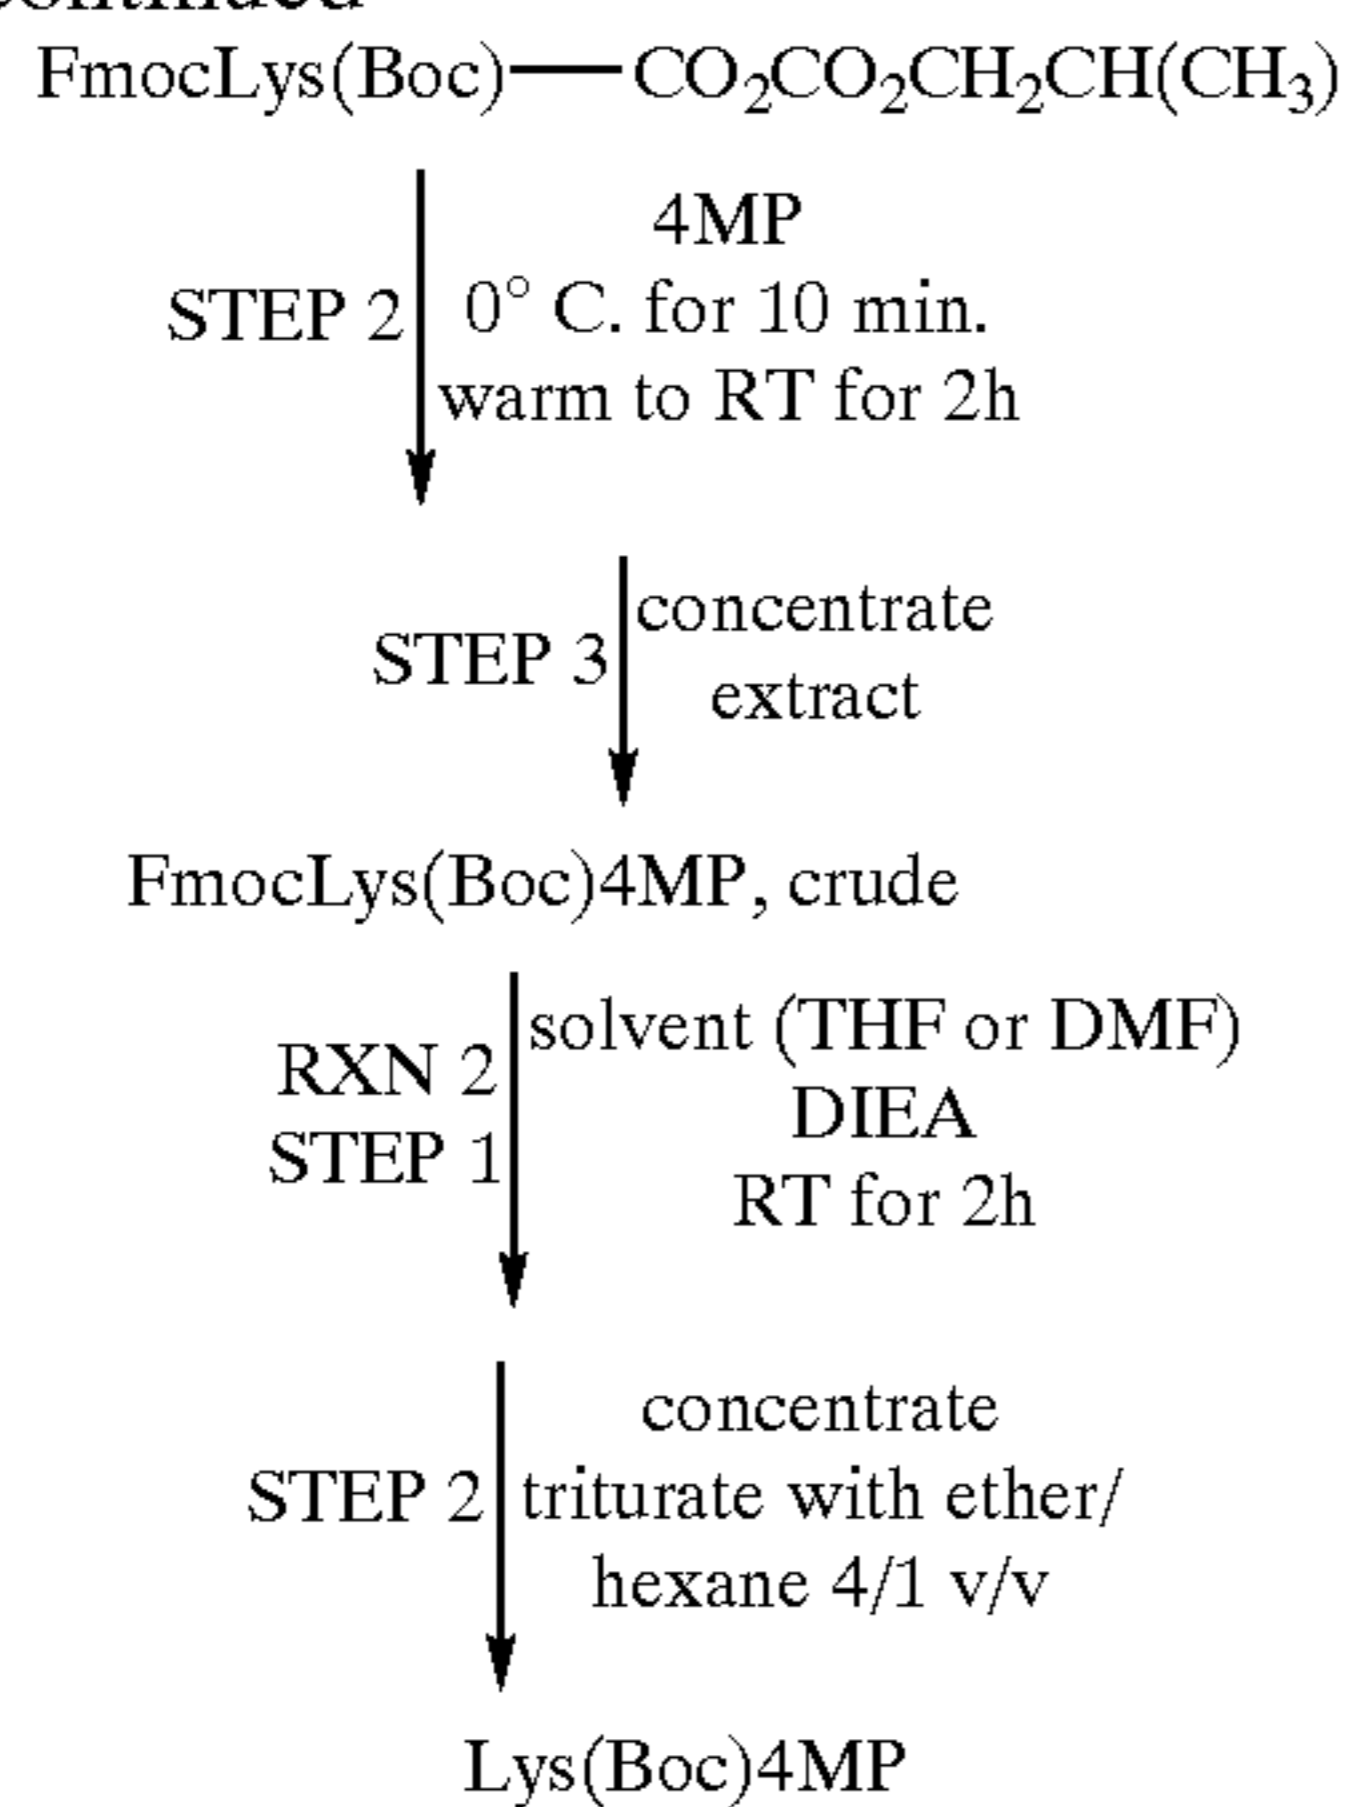 FmocLys(Boc)—CO₂CO₂CH₂CH(CH₃)
4MP
STEP 2
0° C. for 10 min.
warm to RT for 2h
concentrate
STEP 3
extract
FmocLys(Boc)4MP, crude
solvent (THF or DMF)
RXN 2
DIEA
STEP 1
RT for 2h
concentrate
STEP 2
triturate with ether/
hexane 4/1 v/v
Lys(Boc)4MP